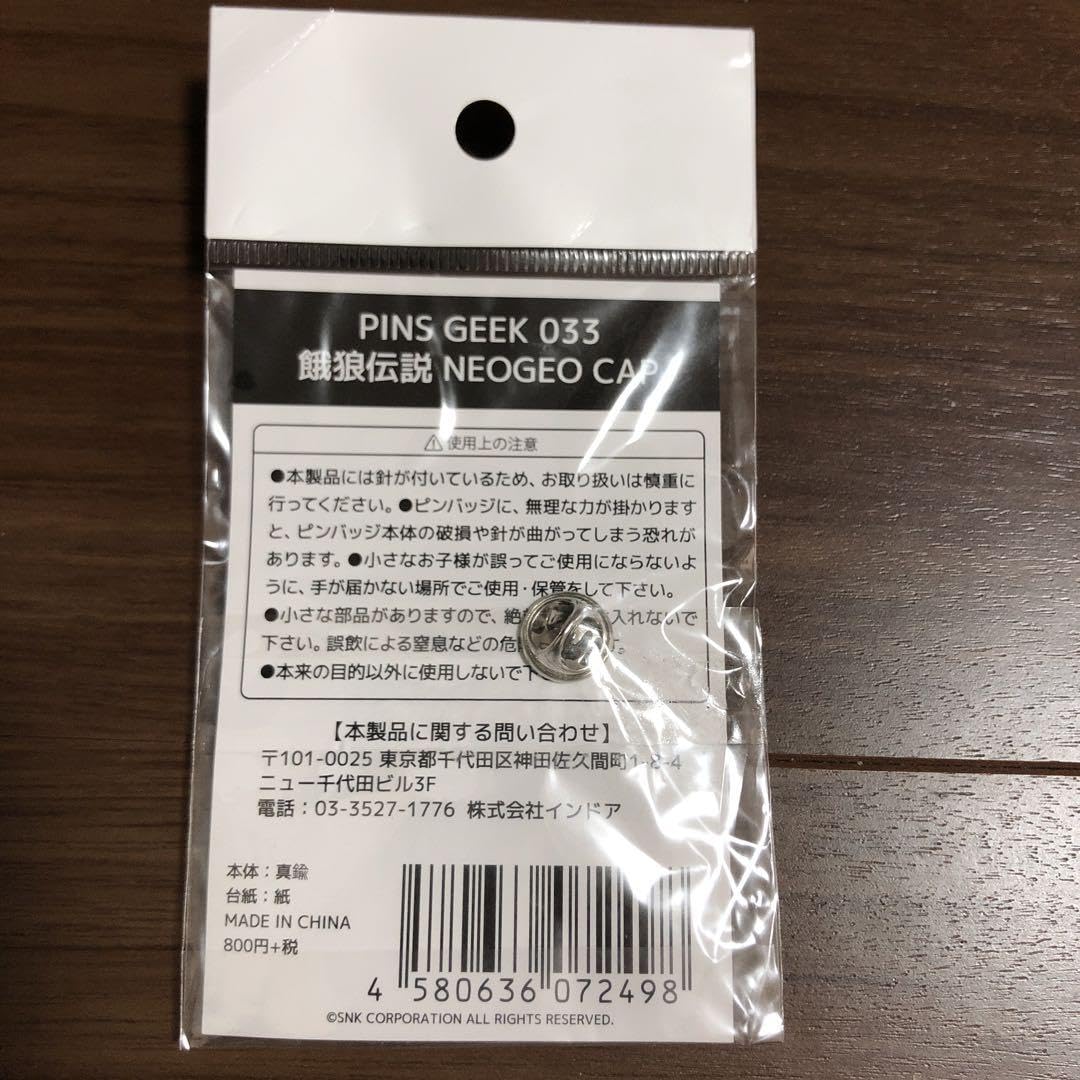 PINS GEEK 033
餓狼伝説 NEOGEO CAP
⚠使用上の注意
●本製品には針が付いているため、お取り扱いは慎重に
行ってください。●ピンバッジに、無理な力が掛かります
と、ピンバッジ本体の破損や針が曲がってしまう恐れが
あります。●小さなお子様が誤ってご使用にならないよ
うに、手が届かない場所でご使用・保管をして下さい。
●小さな部品がありますので、絶 入れないで
下さい。誤飲による窒息などの危
●本来の目的以外に使用しないで下
【本製品に関する問い合わせ】
〒101-0025 東京都千代田区神田佐久間町1-8-4
ニュー千代田ビル3F
電話：03-3527-1776 株式会社インドア
本体：真鍮
台紙：紙
MADE IN CHINA
800円+税
4 580636 072498
©SNK CORPORATION ALL RIGHTS RESERVED.